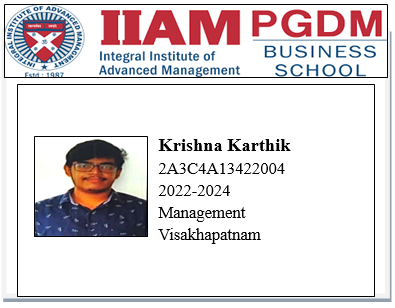 INTEGRAL INSTITUTE OF ADVANCED MANAGMENT
Estd : 1987
IIAM
Integral Institute of
Advanced Management
PGDM
BUSINESS
SCHOOL
Krishna Karthik
2A3C4A13422004
2022-2024
Management
Visakhapatnam